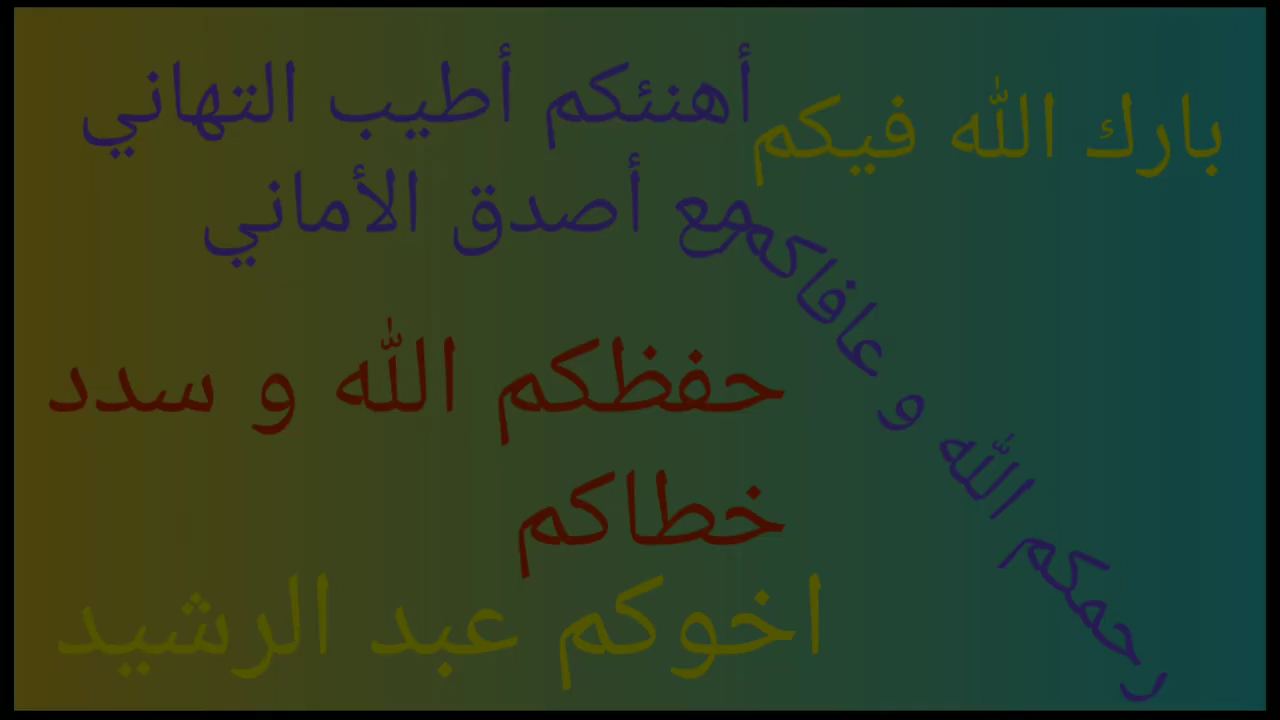 بارك الله فيكم
أهنئكم أطيب التهاني
مع أصدق الأماني
رحمكم الله و عافاكم
حفظكم الله و سدد
خطاكم
اخوكم عبد الرشيد